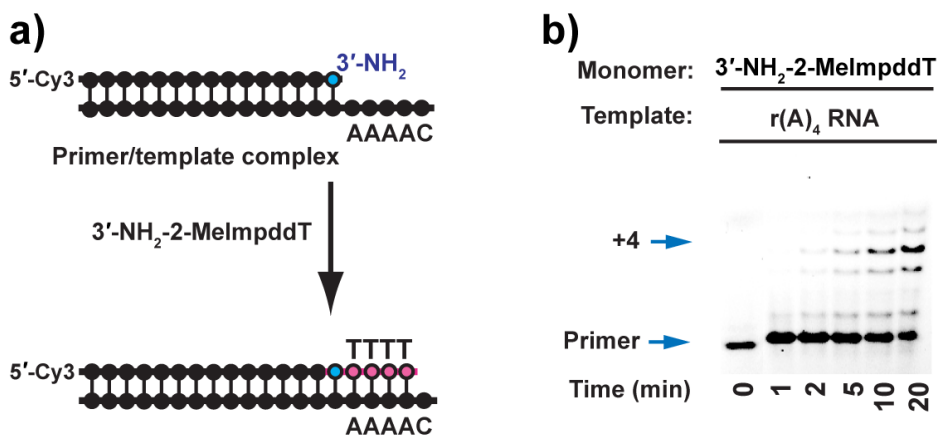 a)
5′-Cy3
3′-NH₂
AAAAC
Primer/template complex
3′-NH₂-2-MeImpddT
TTTT
5′-Cy3
AAAAC
b)
Monomer: 3′-NH₂-2-MeImpddT
Template: r(A)₄ RNA
+4
Primer
Time (min) 0 1 2 5 10 20